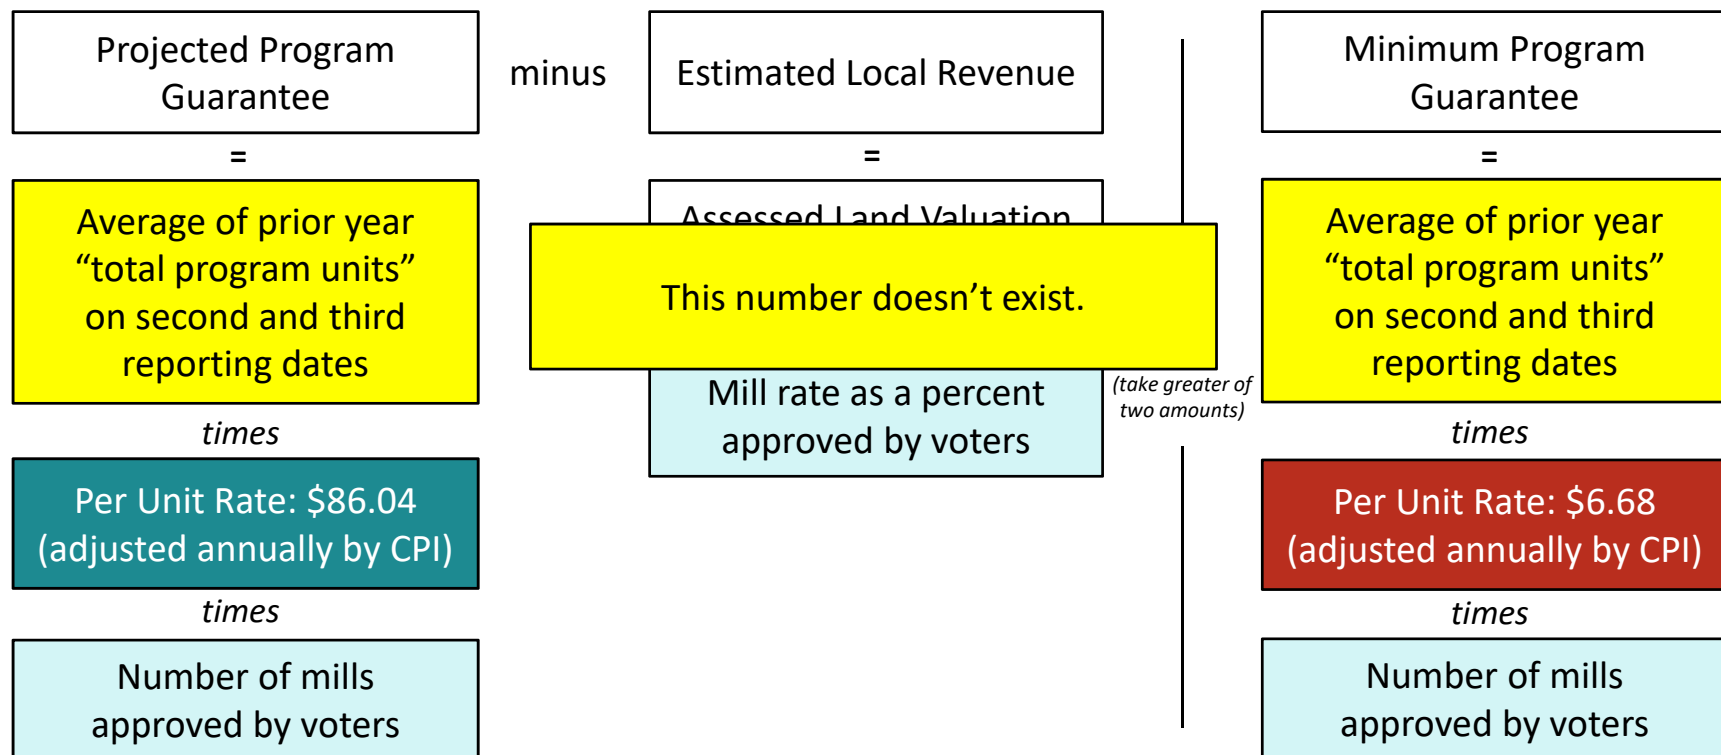 Projected Program
Guarantee
=
Average of prior year
“total program units”
on second and third
reporting dates
times
Per Unit Rate: $86.04
(adjusted annually by CPI)
times
Number of mills
approved by voters
minus
Estimated Local Revenue
=
Assessed Land Valuation
This number doesn’t exist.
Mill rate as a percent
approved by voters
(take greater of
two amounts)
Minimum Program
Guarantee
=
Average of prior year
“total program units”
on second and third
reporting dates
times
Per Unit Rate: $6.68
(adjusted annually by CPI)
times
Number of mills
approved by voters